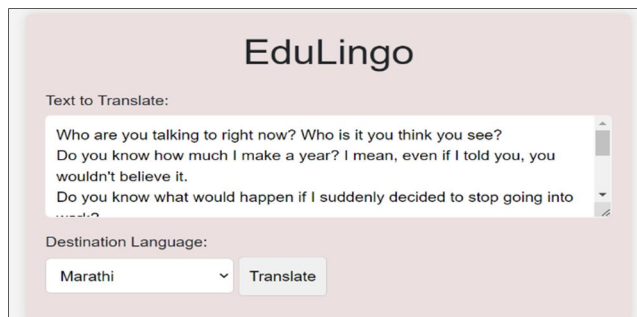 EduLingo
Text to Translate:
Who are you talking to right now? Who is it you think you see?
Do you know how much I make a year? I mean, even if I told you, you
wouldn't believe it.
Do you know what would happen if I suddenly decided to stop going into
work?
Destination Language:
Marathi
Translate